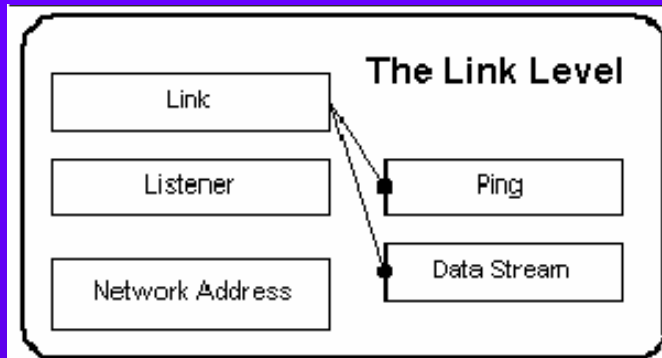 The Link Level
Link
Listener
Ping
Network Address
Data Stream